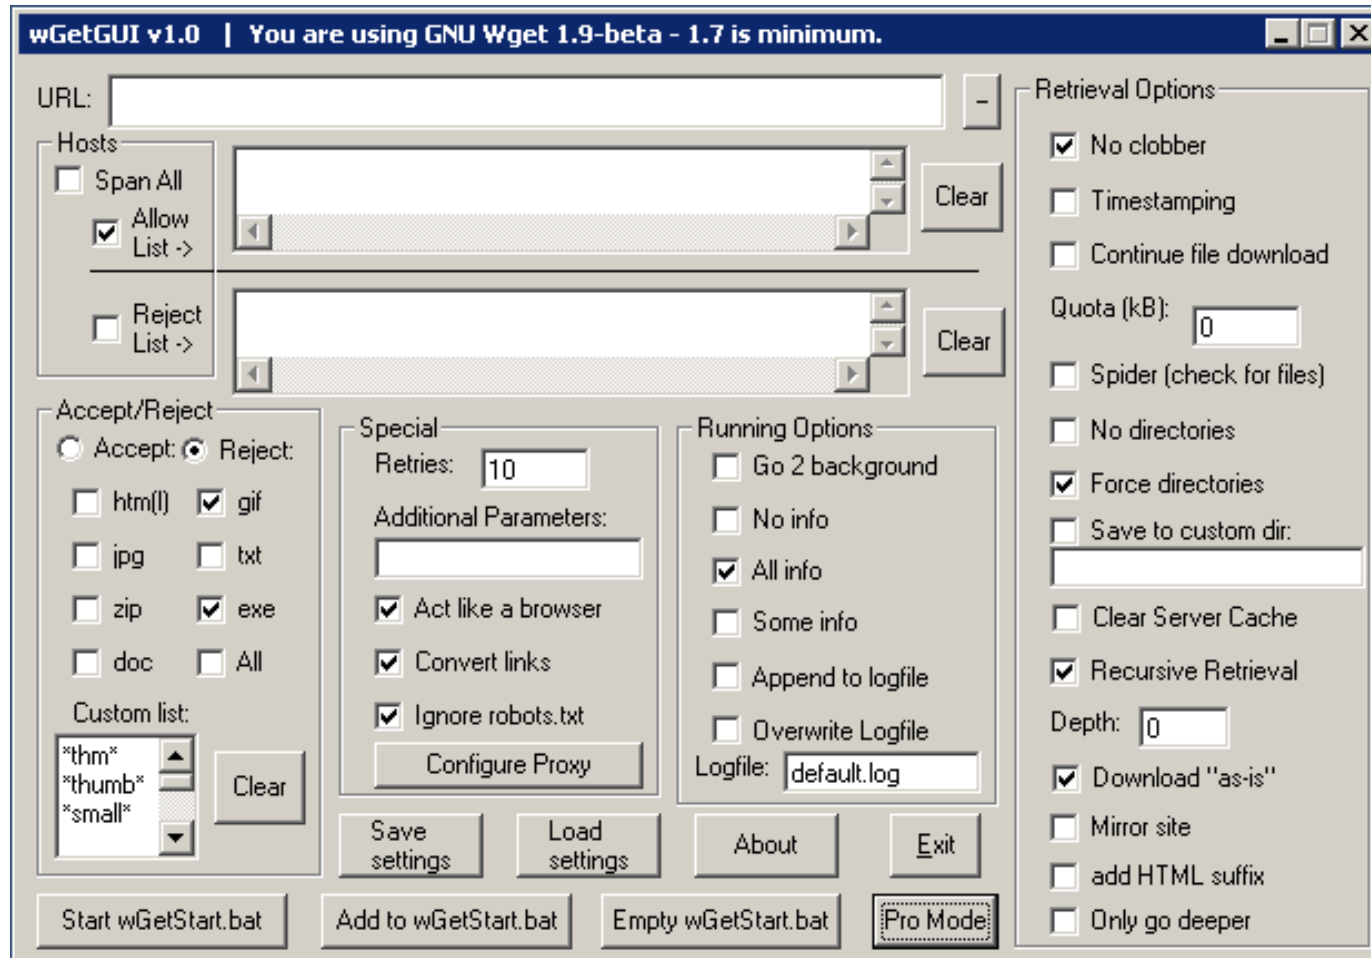 wGetGUI v1.0 | You are using GNU Wget 1.9-beta - 1.7 is minimum.
URL:
-
Hosts
Span All
Allow
List ->
Clear
Reject
List ->
Clear
Accept/Reject
Accept: Reject:
htm(l) gif
jpg txt
zip exe
doc All
Custom list:
*thm*
*thumb*
*small*
Clear
Special
Retries: 10
Additional Parameters:
Act like a browser
Convert links
Ignore robots.txt
Configure Proxy
Running Options
Go 2 background
No info
All info
Some info
Append to logfile
Overwrite Logfile
Logfile: default.log
Retrieval Options
No clobber
Timestamping
Continue file download
Quota (kB): 0
Spider (check for files)
No directories
Force directories
Save to custom dir:
Clear Server Cache
Recursive Retrieval
Depth: 0
Download "as-is"
Mirror site
add HTML suffix
Only go deeper
Save
settings
Load
settings
About
Exit
Start wGetStart.bat
Add to wGetStart.bat
Empty wGetStart.bat
Pro Mode